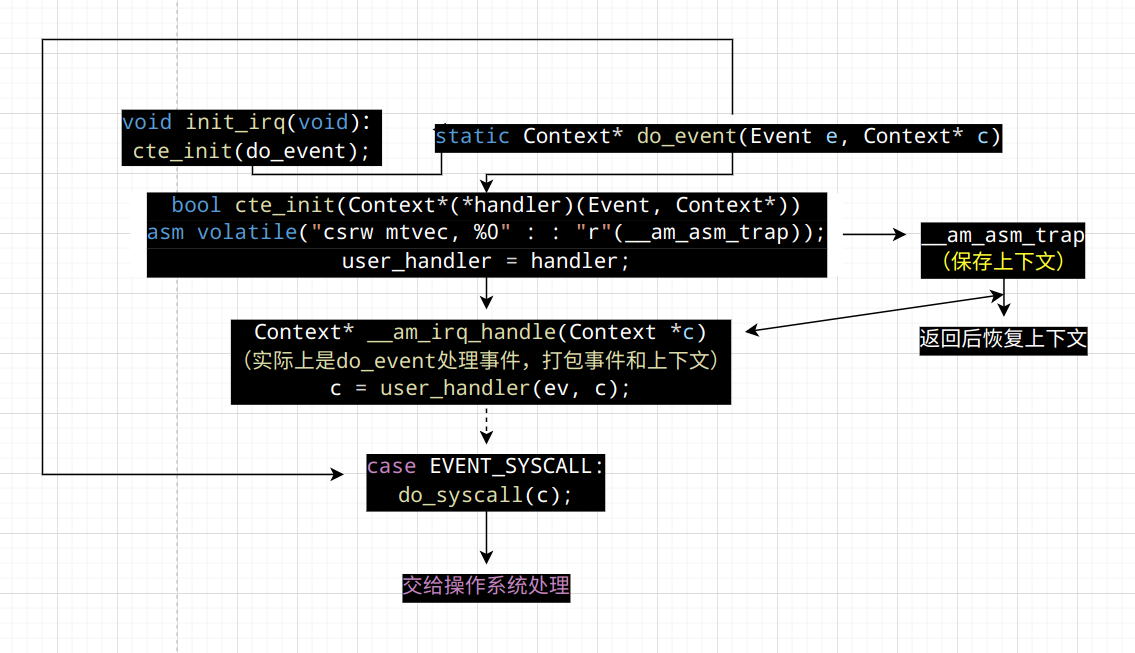 void init_irq(void):
cte_init(do_event);
static Context* do_event(Event e, Context* c)
bool cte_init(Context*(*handler)(Event, Context*))
asm volatile("csrw mtvec, %0" : : "r"(__am_asm_trap));
user_handler = handler;
__am_asm_trap
（保存上下文）
返回后恢复上下文
Context* __am_irq_handle(Context *c)
（实际上是do_event处理事件，打包事件和上下文）
c = user_handler(ev, c);
case EVENT_SYSCALL:
do_syscall(c);
交给操作系统处理